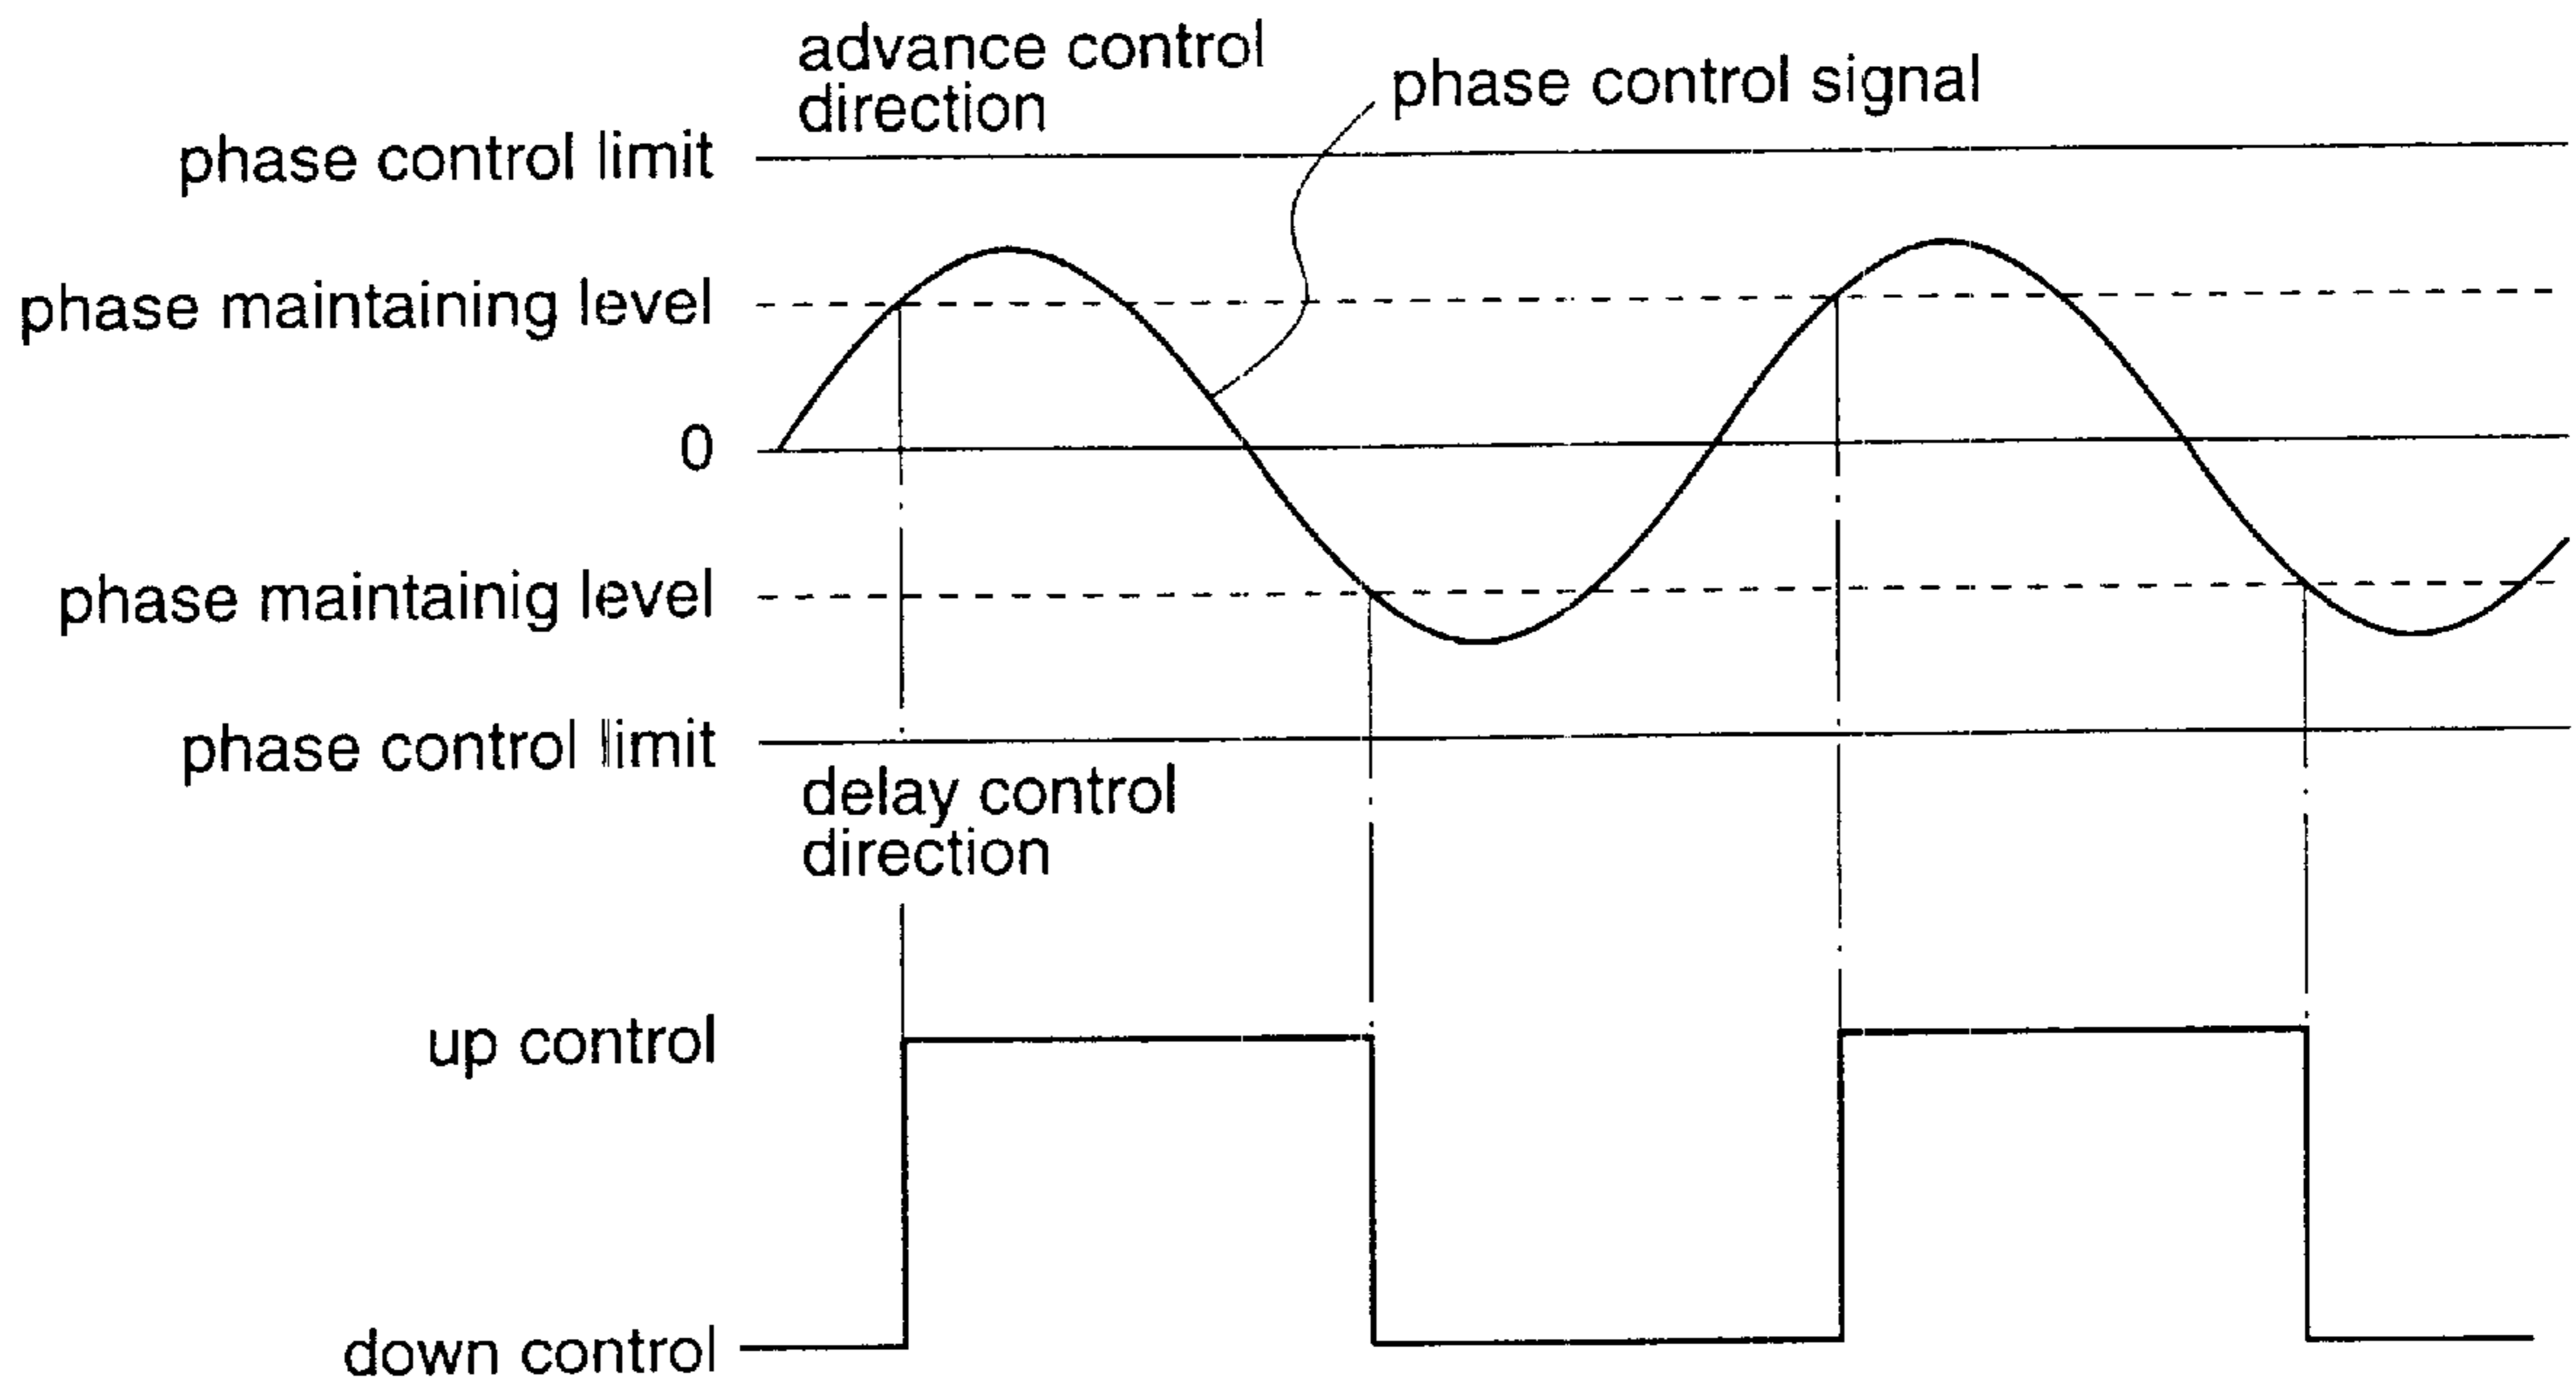 advance control
direction
phase control signal
phase control limit
phase maintaining level
0
phase maintainig level
phase control limit
delay control
direction
up control
down control